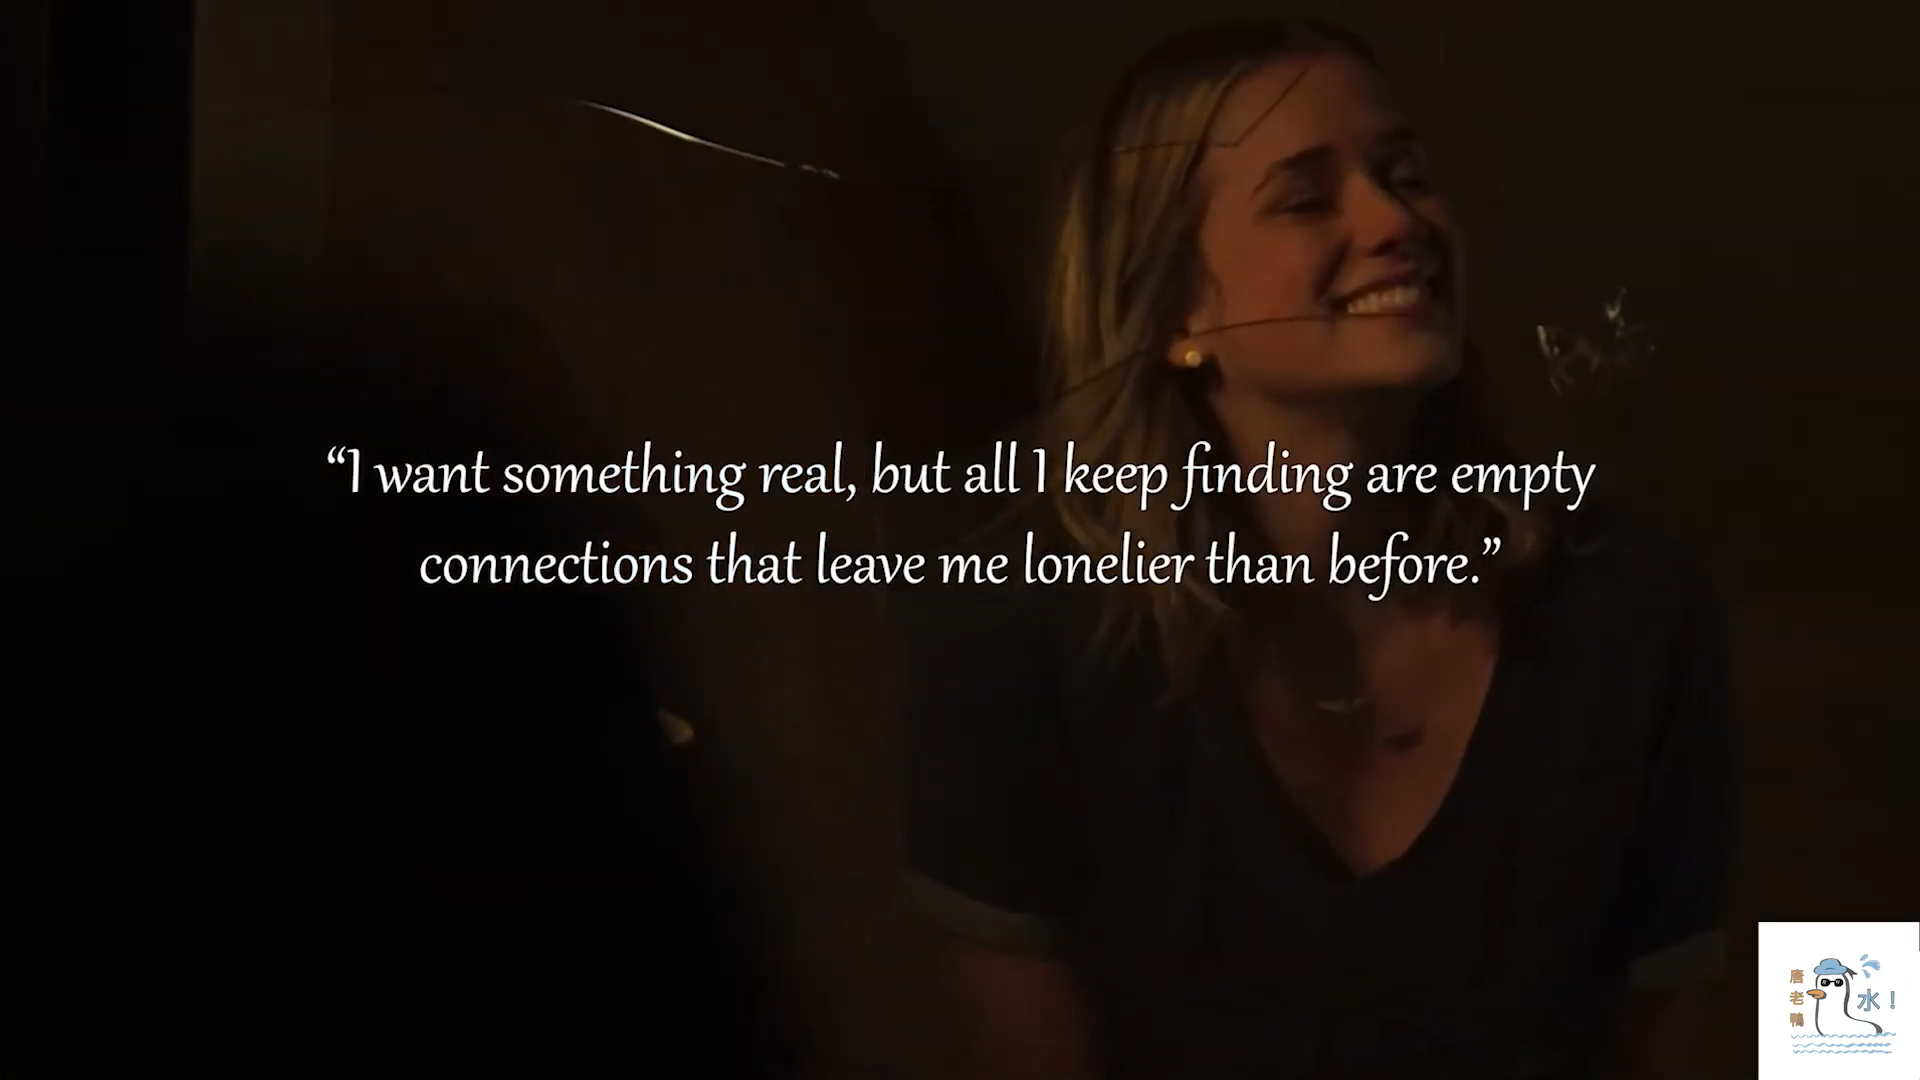 “I want something real, but all I keep finding are empty
connections that leave me lonelier than before.”
唐老鴨
水！